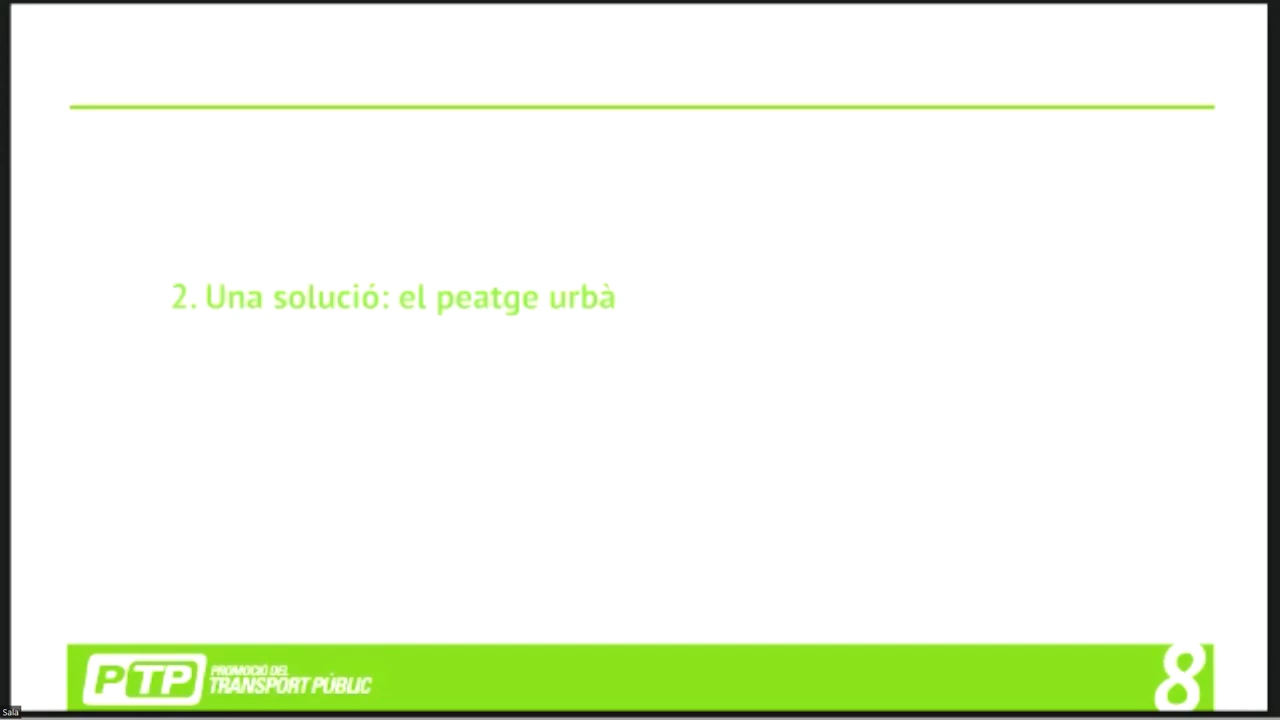 2. Una solució: el peatge urbà
PTP PROMOCIÓ DEL
TRANSPORT PÚBLIC
8
Sala